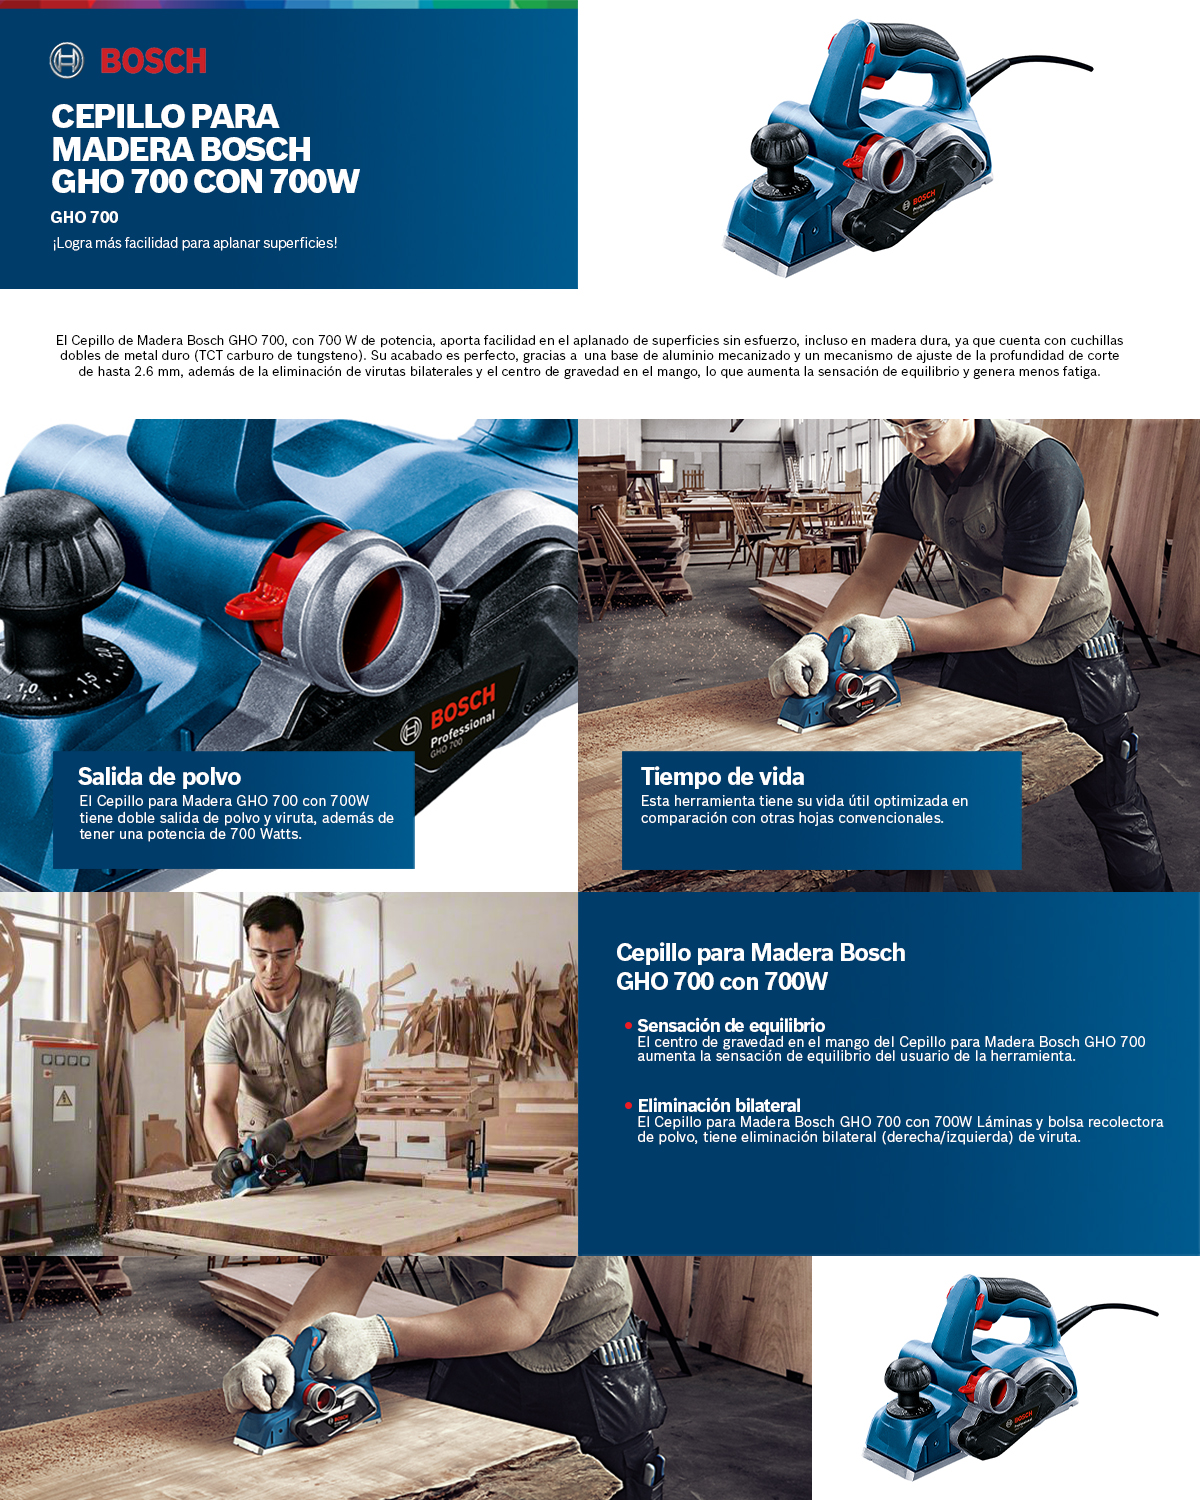 BOSCH
CEPILLO PARA
MADERA BOSCH
GHO 700 CON 700W
GHO 700
¡Logra más facilidad para aplanar superficies!
BOSCH
Professional
El Cepillo de Madera Bosch GHO 700, con 700 W de potencia, aporta facilidad en el aplanado de superficies sin esfuerzo, incluso en madera dura, ya que cuenta con cuchillas
dobles de metal duro (TCT carburo de tungsteno). Su acabado es perfecto, gracias a una base de aluminio mecanizado y un mecanismo de ajuste de la profundidad de corte
de hasta 2.6 mm, además de la eliminación de virutas bilaterales y el centro de gravedad en el mango, lo que aumenta la sensación de equilibrio y genera menos fatiga.
1.0 1.5 2.0
BOSCH
Professional
GHO 700
Salida de polvo
El Cepillo para Madera GHO 700 con 700W
tiene doble salida de polvo y viruta, además de
tener una potencia de 700 Watts.
BOSCH
Tiempo de vida
Esta herramienta tiene su vida útil optimizada en
comparación con otras hojas convencionales.
Cepillo para Madera Bosch
GHO 700 con 700W
Sensación de equilibrio
El centro de gravedad en el mango del Cepillo para Madera Bosch GHO 700
aumenta la sensación de equilibrio del usuario de la herramienta.
Eliminación bilateral
El Cepillo para Madera Bosch GHO 700 con 700W Láminas y bolsa recolectora
de polvo, tiene eliminación bilateral (derecha/izquierda) de viruta.
BOSCH
BOSCH
Professional